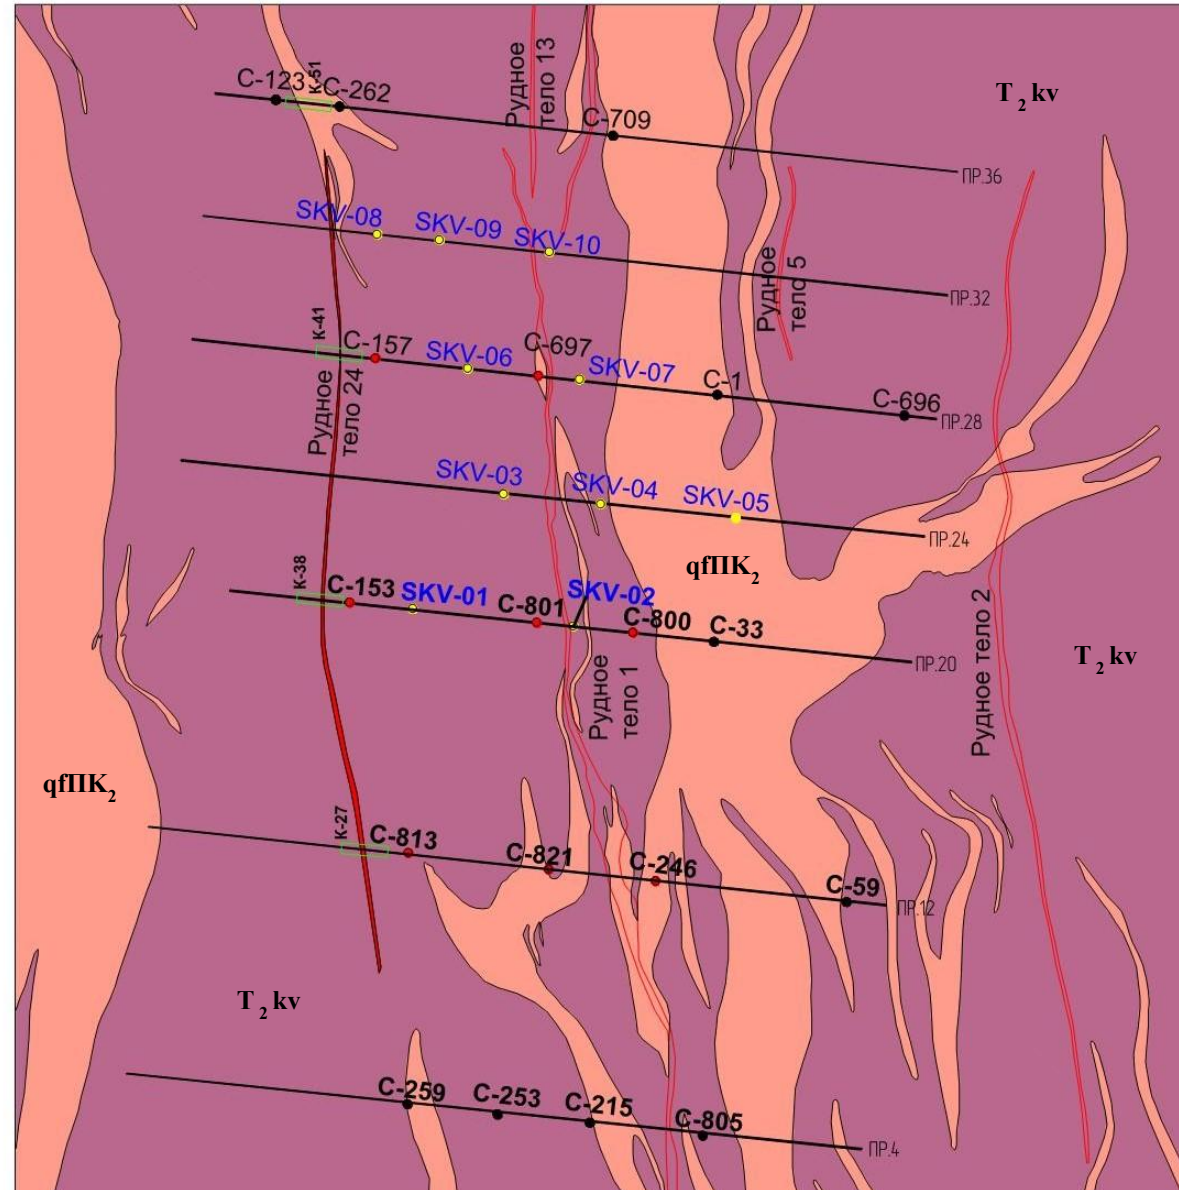 Рудное
тело 13
К-51
С-123
С-262
С-709
T 2 kv
ПР.36
SKV-08
SKV-09
SKV-10
Рудное
тело 5
ПР.32
К-41
С-157
SKV-06
С-697
SKV-07
С-1
С-696
ПР.28
Рудное
тело 24
SKV-03
SKV-04
SKV-05
ПР.24
qfПK2
К-38
С-153
SKV-01
С-801
SKV-02
С-800
С-33
ПР.20
Рудное
тело 1
Рудное тело 2
T 2 kv
qfПK2
К-27
С-813
С-821
С-246
С-59
ПР.12
T 2 kv
С-259
С-253
С-215
С-805
ПР.4